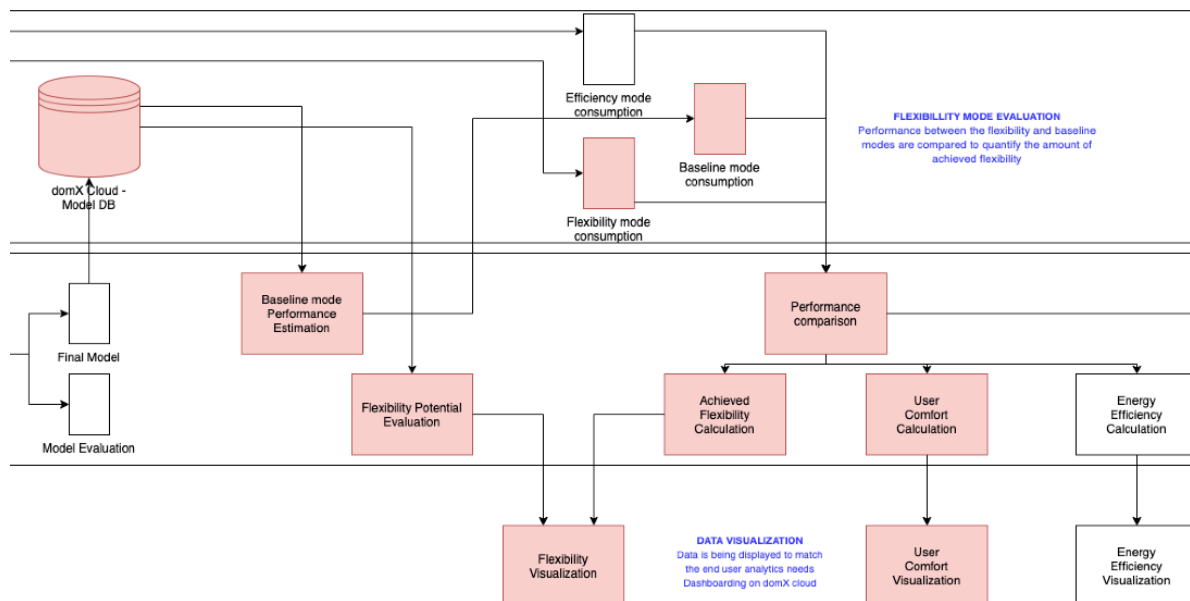 Efficiency mode
consumption
FLEXIBILLITY MODE EVALUATION
Performance between the flexibility and baseline
modes are compared to quantify the amount of
achieved flexibility
Baseline mode
consumption
domX Cloud -
Model DB
Flexibility mode
consumption
Baseline mode
Performance
Estimation
Performance
comparison
Final Model
Flexibility Potential
Evaluation
Achieved
Flexibility
Calculation
User
Comfort
Calculation
Energy
Efficiency
Calculation
Model Evaluation
Flexibility
Visualization
DATA VISUALIZATION
Data is being displayed to match
the end user analytics needs
Dashboarding on domX cloud
User
Comfort
Visualization
Energy
Efficiency
Visualization